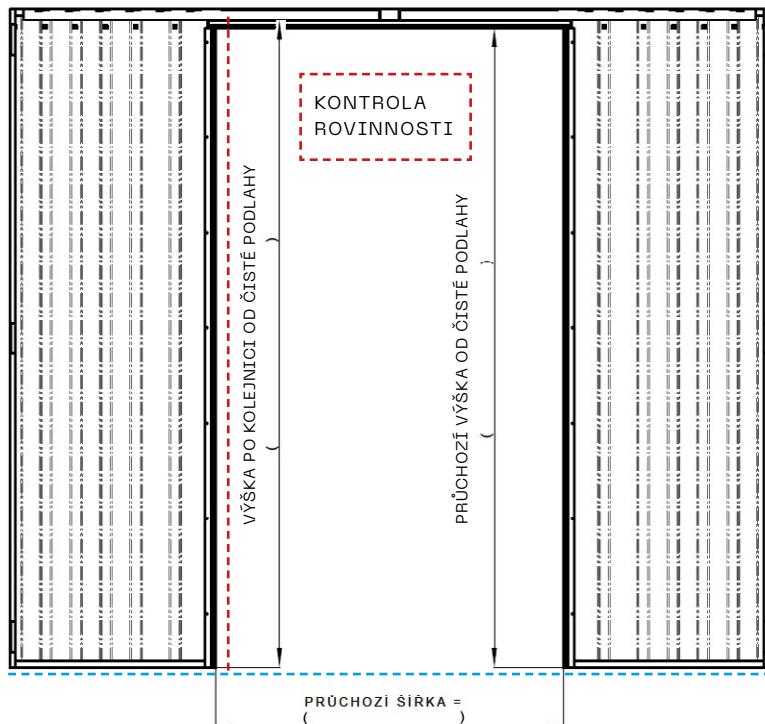 KONTROLA
ROVINNOSTI
VÝŠKA PO KOLEJNICI OD ČISTÉ PODLAHY
( )
PRŮCHOZÍ VÝŠKA OD ČISTÉ PODLAHY
( )
PRŮCHOZÍ ŠÍŘKA =
( )